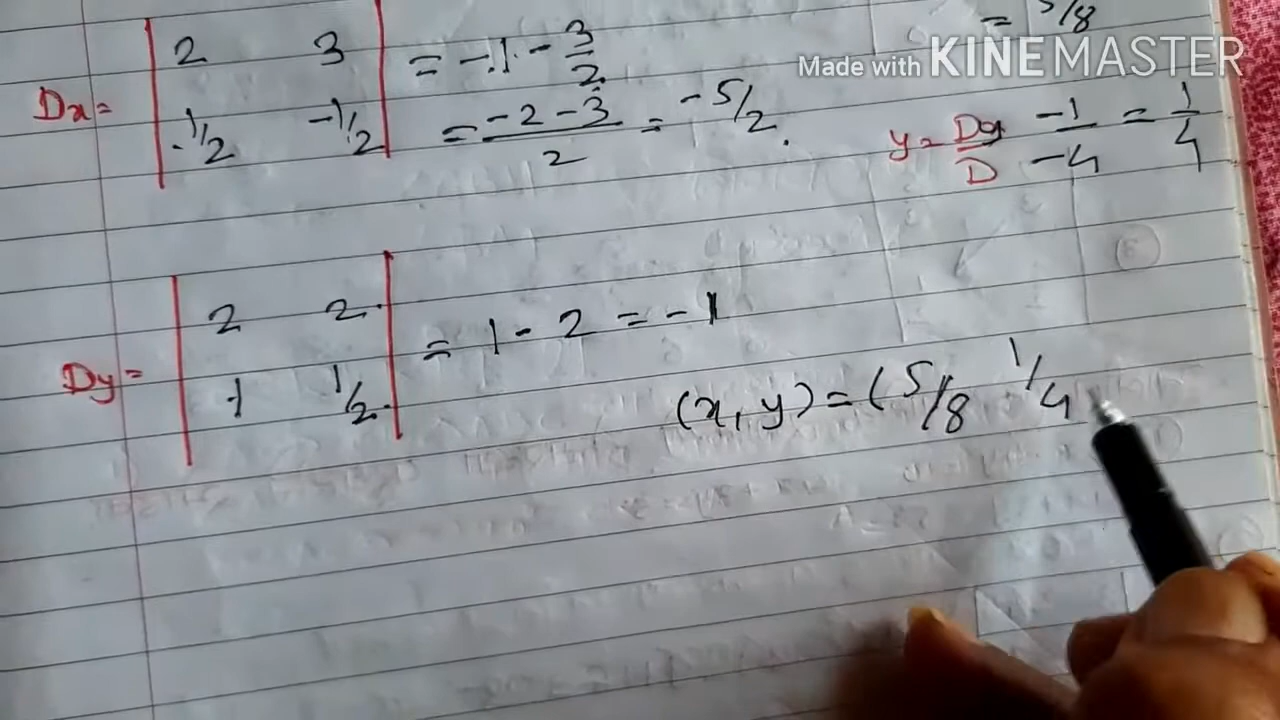 = 5/8
Made with KINEMASTER
Dx = | 2 3 | = -1 - 3/2
| 1/2 -1/2 | = -2 - 3 / 2 = -5/2.
y = Dy/D -1/-4 = 1/4
Dy = | 2 2 | = 1 - 2 = -1
| 1 1/2 |
(x, y) = (5/8 1/4